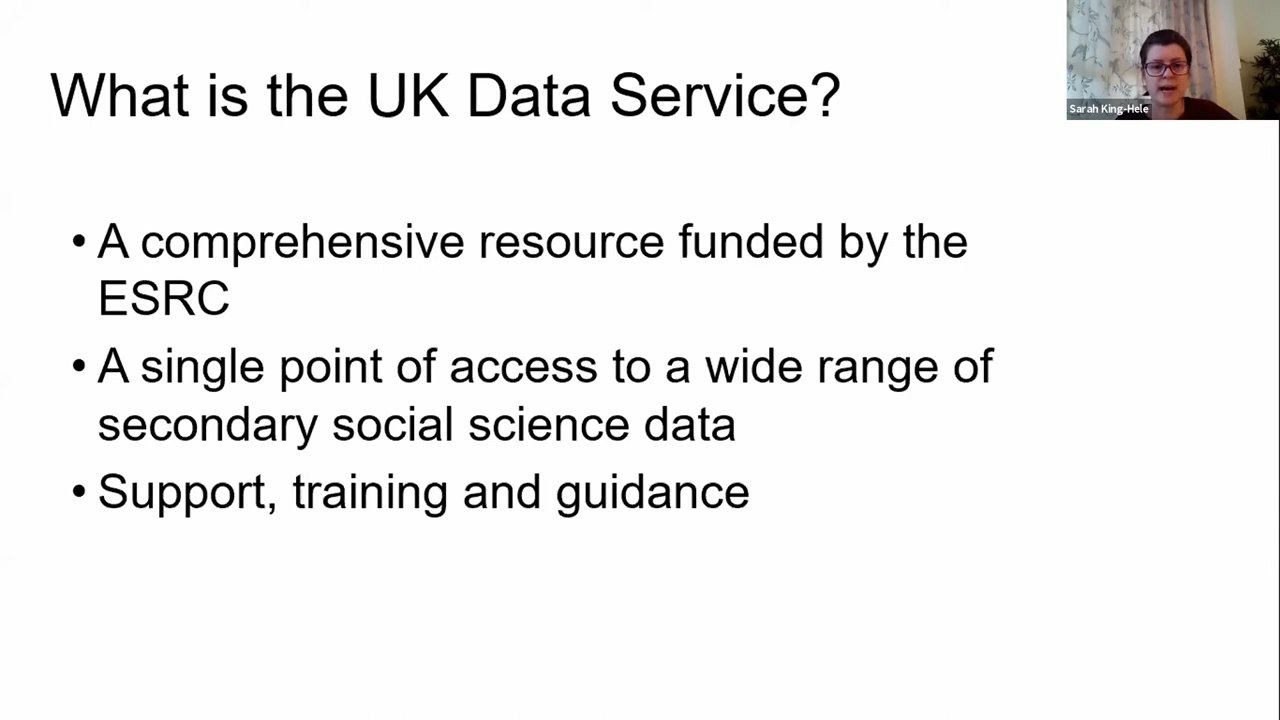 What is the UK Data Service?
Sarah King-Hele
• A comprehensive resource funded by the
ESRC
• A single point of access to a wide range of
secondary social science data
• Support, training and guidance